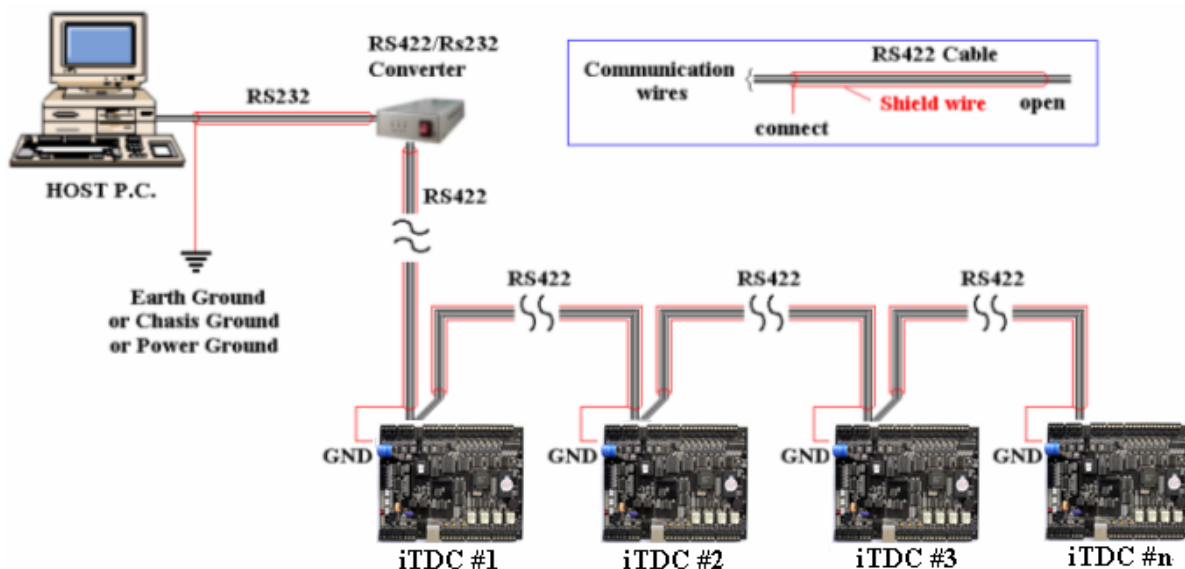 RS422/Rs232
Converter
RS232
HOST P.C.
Earth Ground
or Chasis Ground
or Power Ground
RS422 Cable
Communication
wires
Shield wire
open
connect
RS422
RS422
RS422
RS422
GND
GND
GND
GND
iTDC #1
iTDC #2
iTDC #3
iTDC #n